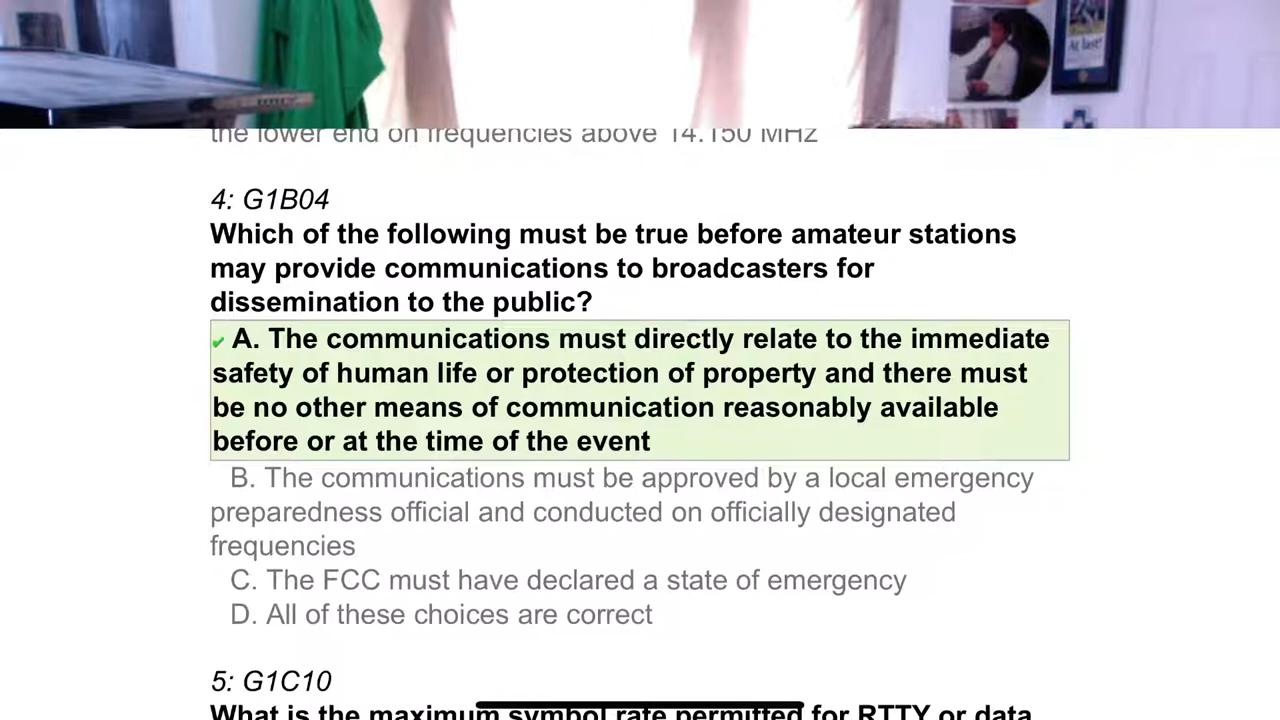 At last!
the lower end on frequencies above 14.150 MHz
4: G1B04
Which of the following must be true before amateur stations
may provide communications to broadcasters for
dissemination to the public?
✔ A. The communications must directly relate to the immediate
safety of human life or protection of property and there must
be no other means of communication reasonably available
before or at the time of the event
B. The communications must be approved by a local emergency
preparedness official and conducted on officially designated
frequencies
C. The FCC must have declared a state of emergency
D. All of these choices are correct
5: G1C10
What is the maximum symbol rate permitted for RTTY or data